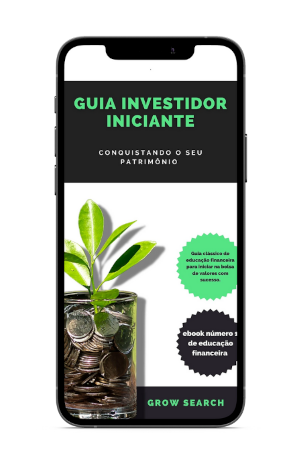 GUIA INVESTIDOR
INICIANTE
CONQUISTANDO O SEU
PATRIMÔNIO
Guia clássico de
educação financeira
para iniciar na bolsa
de valores com
sucesso.
ebook número 1
de educação
financeira
GROW SEARCH